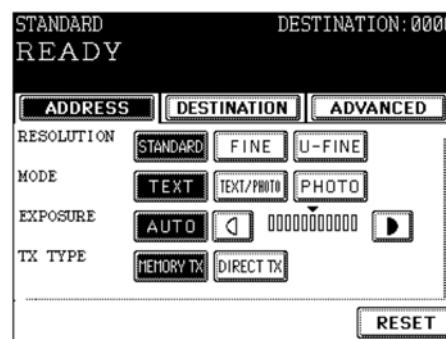 STANDARD DESTINATION:000
READY
ADDRESS DESTINATION ADVANCED
RESOLUTION STANDARD FINE U-FINE
MODE TEXT TEXT/PHOTO PHOTO
EXPOSURE AUTO
TX TYPE MEMORY TX DIRECT TX
RESET